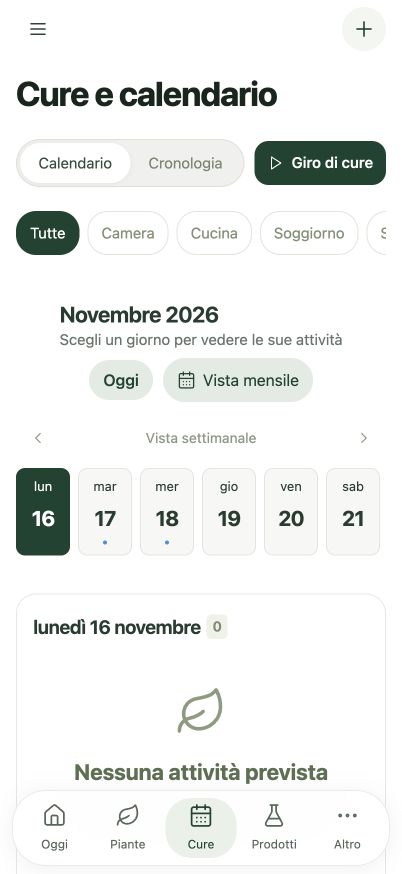 Cure e calendario
Calendario Cronologia Giro di cure
Tutte Camera Cucina Soggiorno S
Novembre 2026
Scegli un giorno per vedere le sue attività
Oggi Vista mensile
Vista settimanale
lun mar mer gio ven sab
16 17 18 19 20 21
lunedì 16 novembre 0
Nessuna attività prevista
Oggi Piante Cure Prodotti Altro